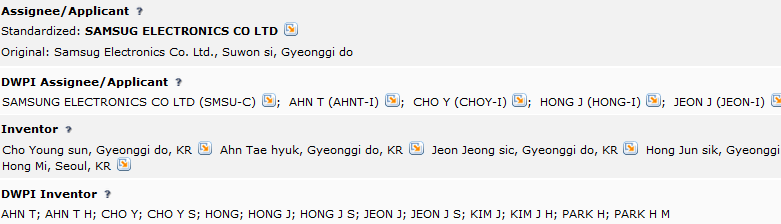 Assignee/Applicant ?
Standardized: SAMSUG ELECTRONICS CO LTD
Original: Samsug Electronics Co. Ltd., Suwon si, Gyeonggi do
DWPI Assignee/Applicant ?
SAMSUNG ELECTRONICS CO LTD (SMSU-C) ; AHN T (AHNT-I) ; CHO Y (CHOY-I) ; HONG J (HONG-I) ; JEON J (JEON-I)
Inventor ?
Cho Young sun, Gyeonggi do, KR Ahn Tae hyuk, Gyeonggi do, KR Jeon Jeong sic, Gyeonggi do, KR Hong Jun sik, Gyeonggi
Hong Mi, Seoul, KR
DWPI Inventor ?
AHN T; AHN T H; CHO Y; CHO Y S; HONG; HONG J; HONG J S; JEON J; JEON J S; KIM J; KIM J H; PARK H; PARK H M